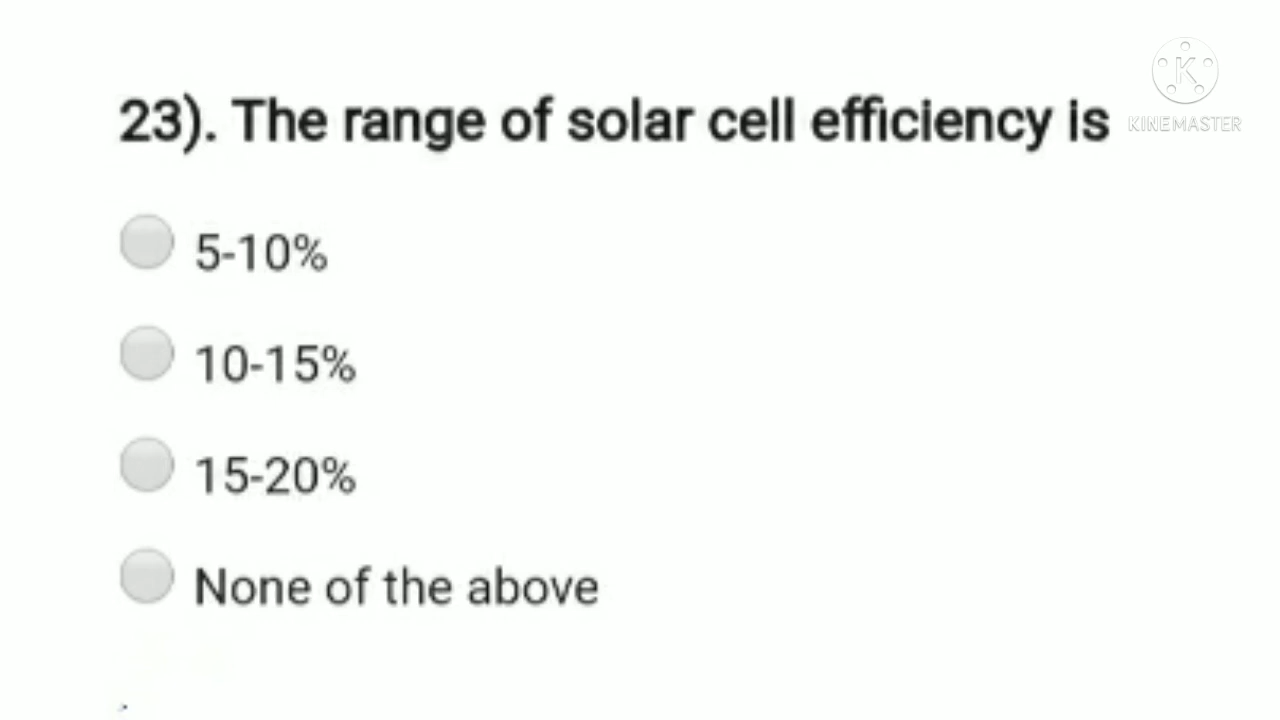 23). The range of solar cell efficiency is
KINEMASTER
5-10%
10-15%
15-20%
None of the above